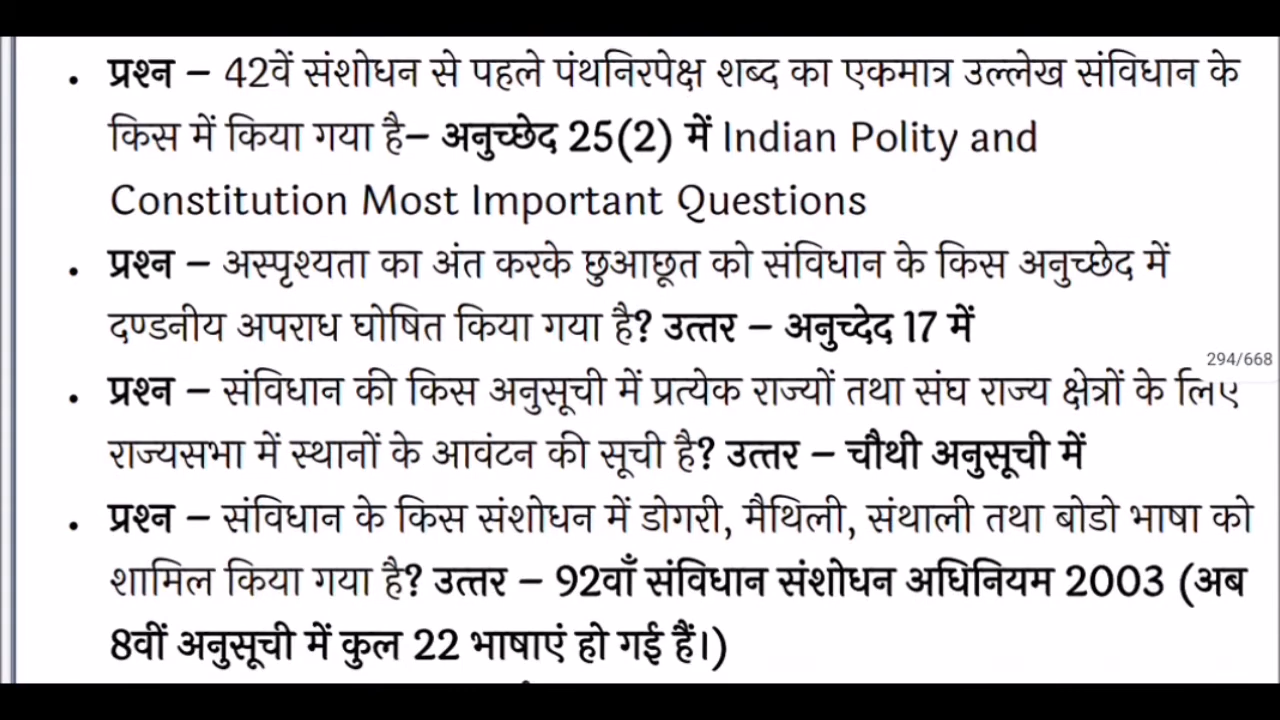 • प्रश्न – 42वें संशोधन से पहले पंथनिरपेक्ष शब्द का एकमात्र उल्लेख संविधान के
किस में किया गया है– अनुच्छेद 25(2) में Indian Polity and
Constitution Most Important Questions
• प्रश्न – अस्पृश्यता का अंत करके छुआछूत को संविधान के किस अनुच्छेद में
दण्डनीय अपराध घोषित किया गया है? उत्तर – अनुच्देद 17 में
294/668
• प्रश्न – संविधान की किस अनुसूची में प्रत्येक राज्यों तथा संघ राज्य क्षेत्रों के लिए
राज्यसभा में स्थानों के आवंटन की सूची है? उत्तर – चौथी अनुसूची में
• प्रश्न – संविधान के किस संशोधन में डोगरी, मैथिली, संथाली तथा बोडो भाषा को
शामिल किया गया है? उत्तर – 92वाँ संविधान संशोधन अधिनियम 2003 (अब
8वीं अनुसूची में कुल 22 भाषाएं हो गई हैं।)